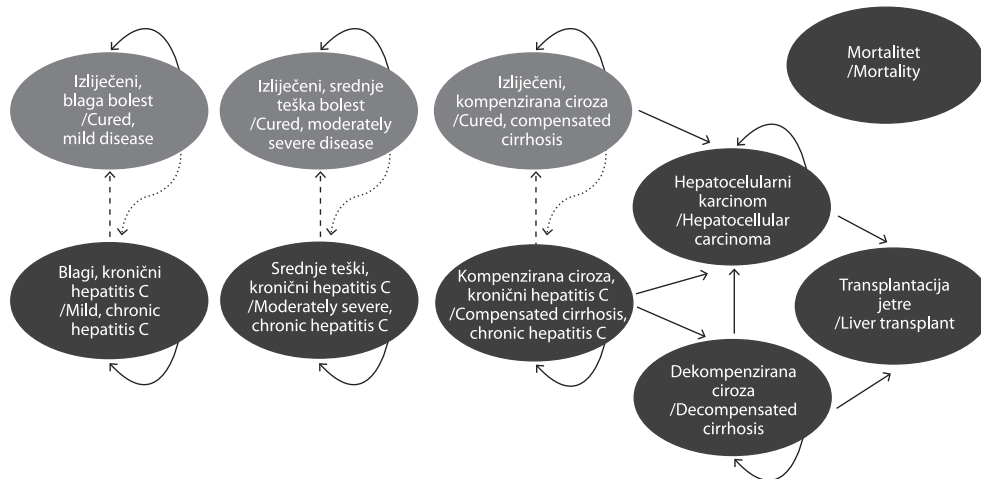 Izliječeni,
blaga bolest
/Cured,
mild disease
Izliječeni, srednje
teška bolest
/Cured, moderately
severe disease
Izliječeni,
kompenzirana ciroza
/Cured, compensated
cirrhosis
Mortalitet
/Mortality
Hepatocelularni
karcinom
/Hepatocellular
carcinoma
Blagi, kronični
hepatitis C
/Mild, chronic
hepatitis C
Srednje teški,
kronični hepatitis C
/Moderately severe,
chronic hepatitis C
Kompenzirana ciroza,
kronični hepatitis C
/Compensated cirrhosis,
chronic hepatitis C
Transplantacija
jetre
/Liver transplant
Dekompenzirana
ciroza
/Decompensated
cirrhosis